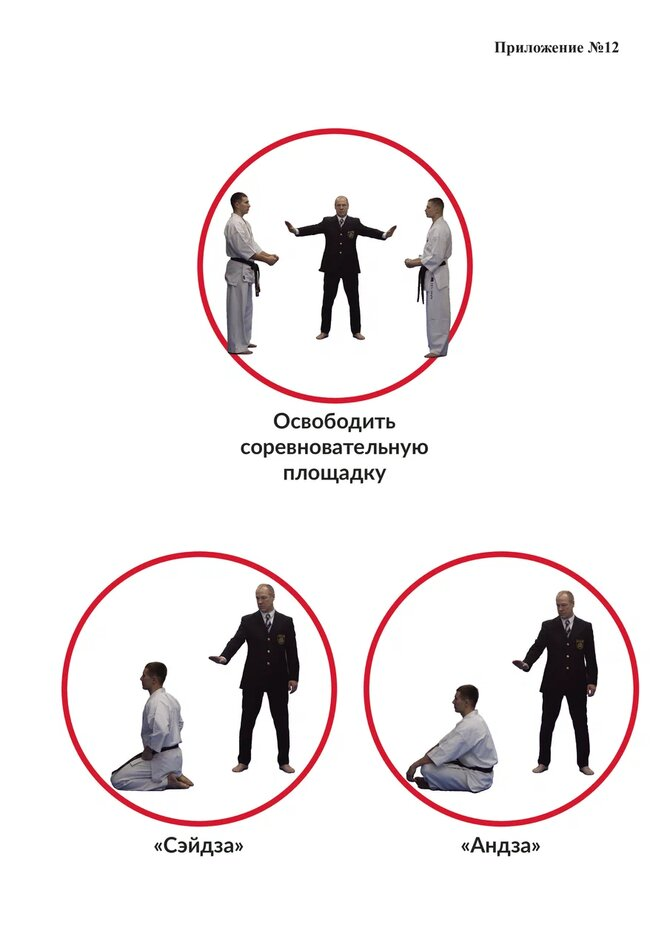 Приложение №12
Освободить
соревновательную
площадку
«Сэйдза»
«Андза»